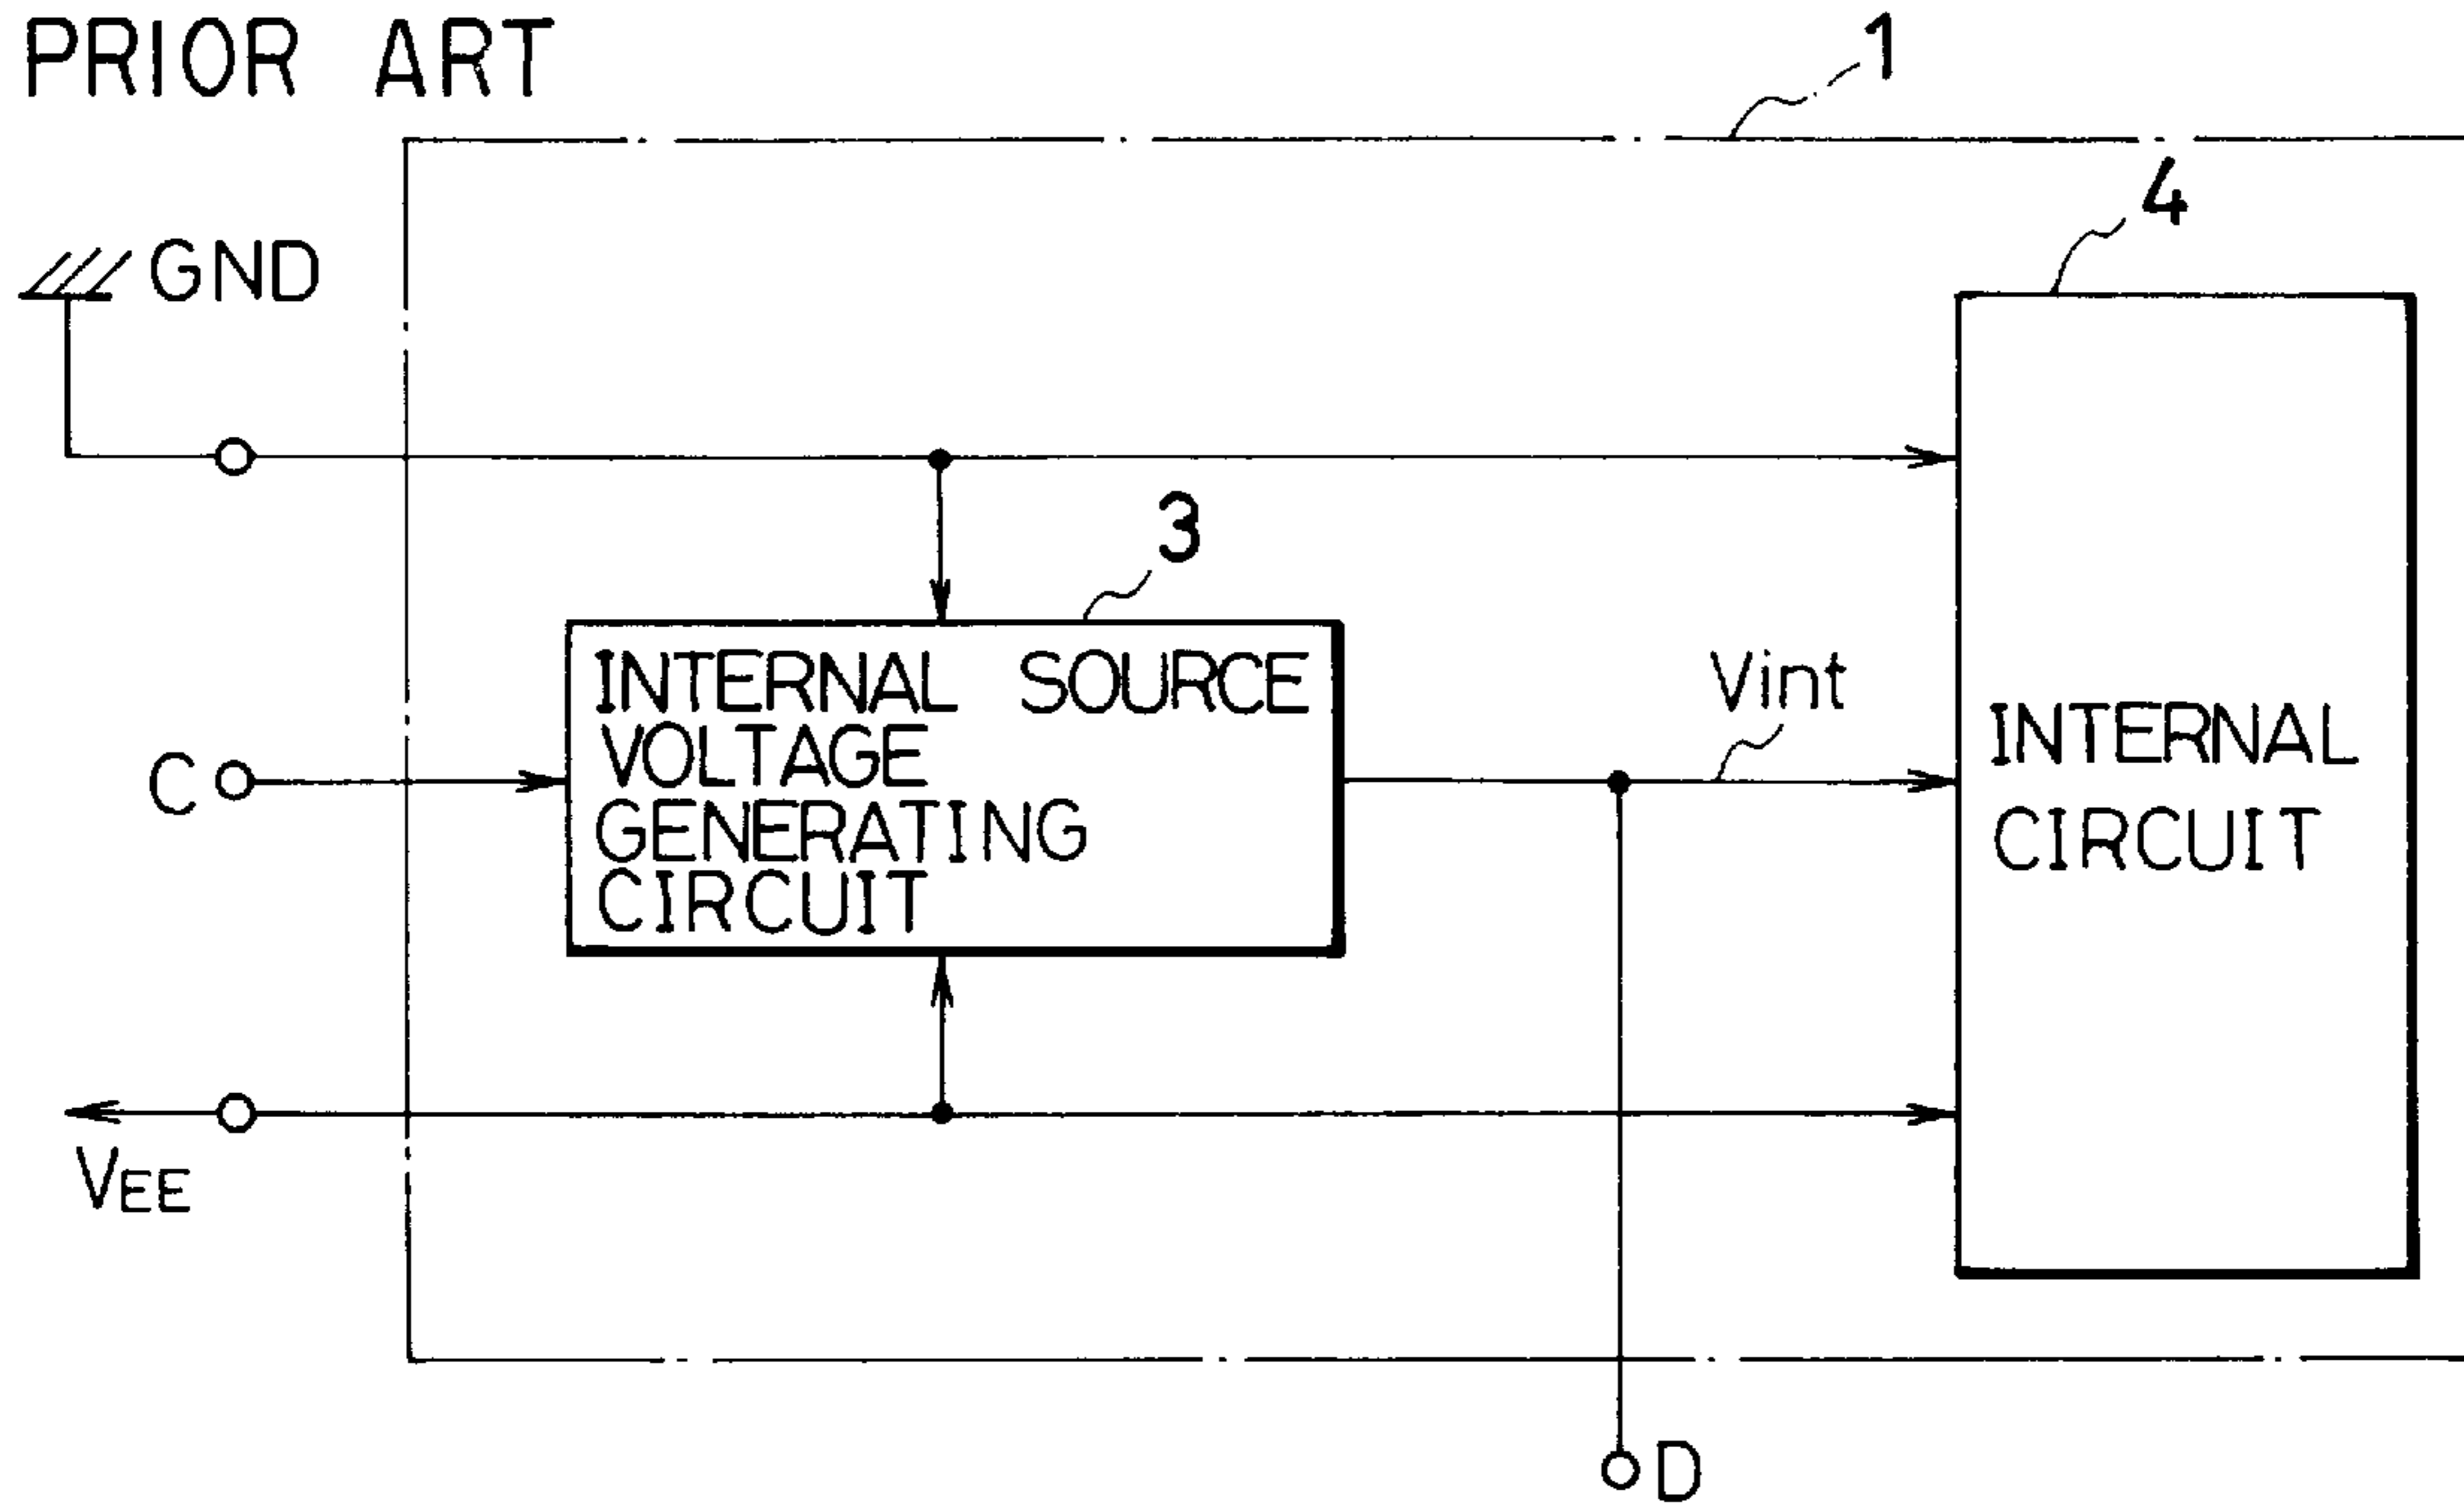 PRIOR ART
1
4
GND
3
INTERNAL SOURCE
VOLTAGE
GENERATING
CIRCUIT
Vint
INTERNAL
CIRCUIT
C
VEE
D